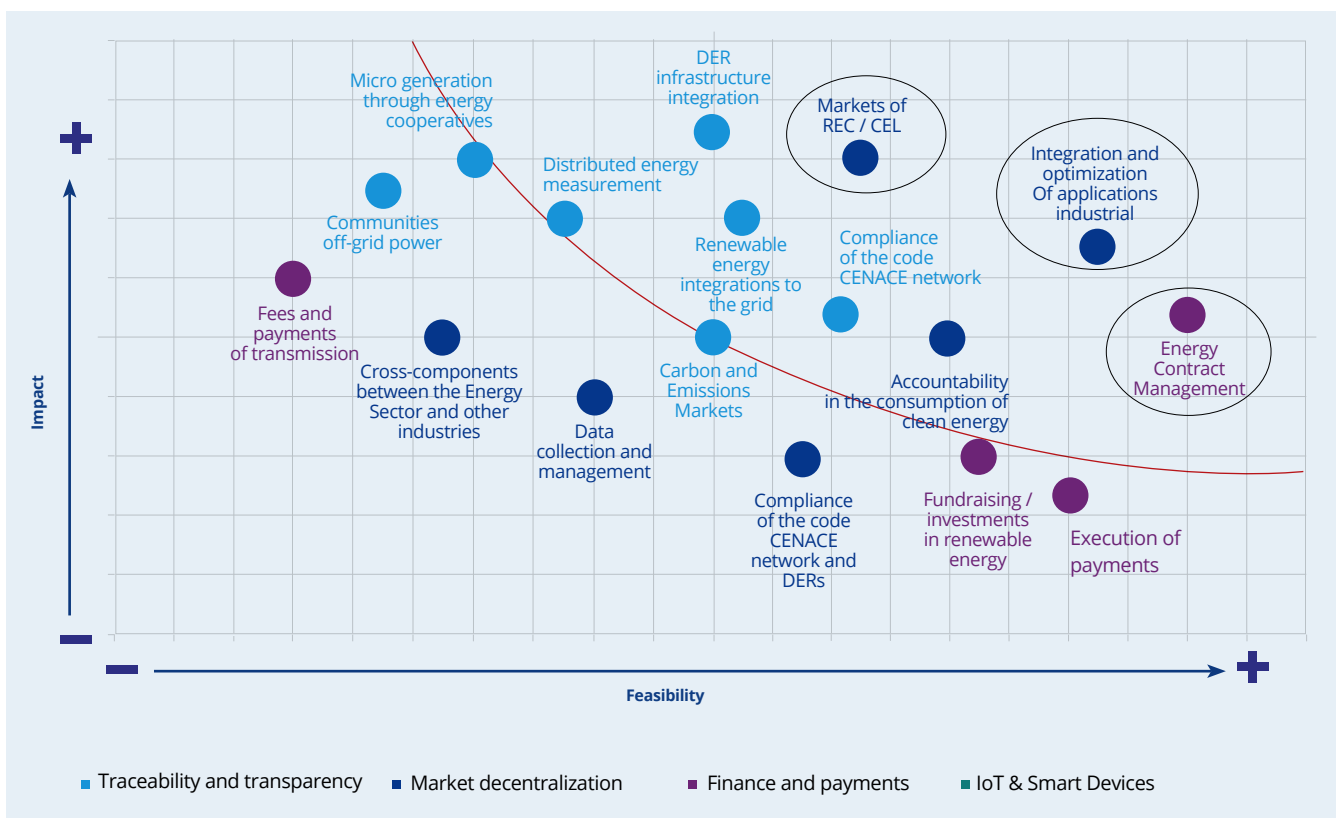 DER
infrastructure
integration
Micro generation
through energy
cooperatives
Markets of
REC / CEL
Integration and
optimization
Of applications
industrial
Distributed energy
measurement
Communities
off-grid power
Renewable
energy
integrations to
the grid
Compliance
of the code
CENACE network
Fees and
payments
of transmission
Energy
Contract
Management
Cross-components
between the Energy
Sector and other
industries
Carbon and
Emissions
Markets
Accountability
in the consumption of
clean energy
Data
collection and
management
Compliance
of the code
CENACE
network and
DERs
Fundraising /
investments
in renewable
energy
Execution of
payments
Impact
Feasibility
Traceability and transparency
Market decentralization
Finance and payments
IoT & Smart Devices